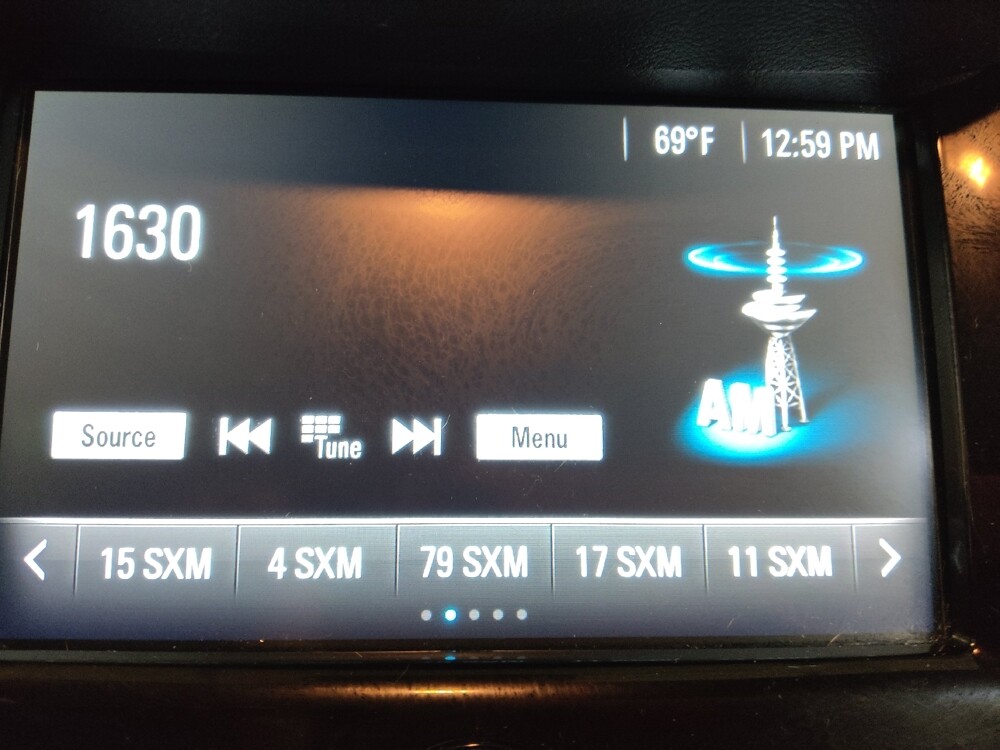 69°F 12:59 PM
1630
AM
Source Tune Menu
15 SXM 4 SXM 79 SXM 17 SXM 11 SXM